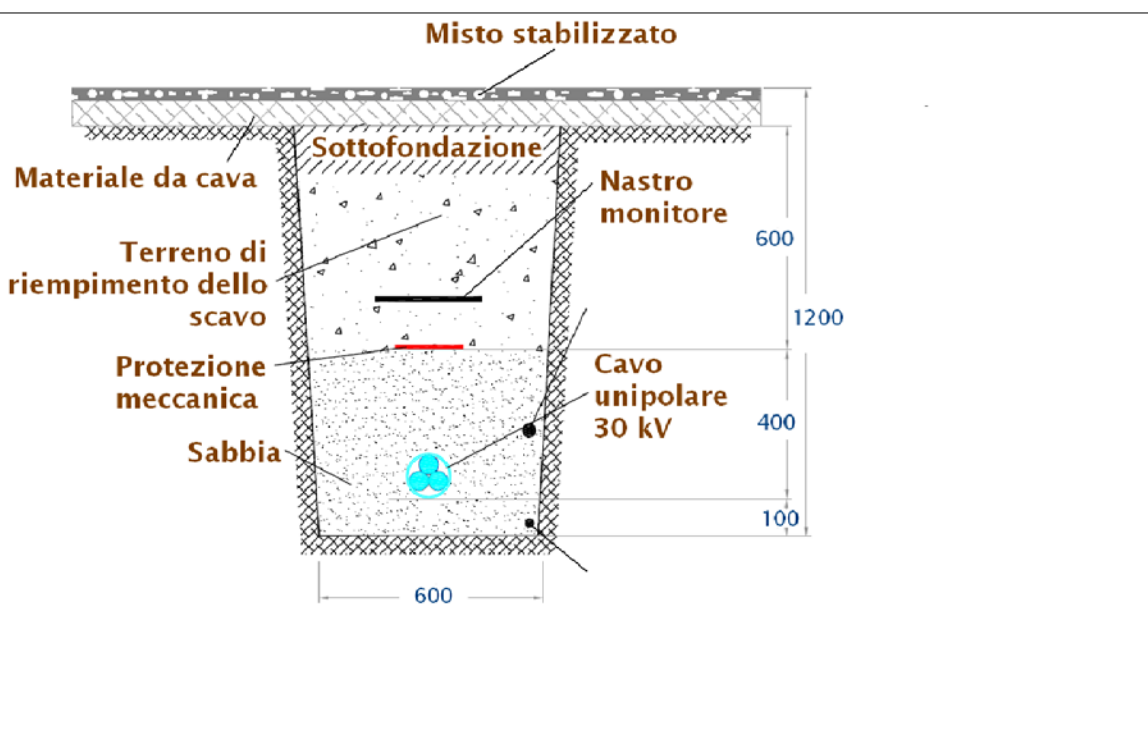 Misto stabilizzato
Sottofondazione
Materiale da cava
Nastro
monitore
Terreno di
riempimento dello
scavo
600
1200
Protezione
meccanica
Cavo
unipolare
30 kV
400
Sabbia
100
600